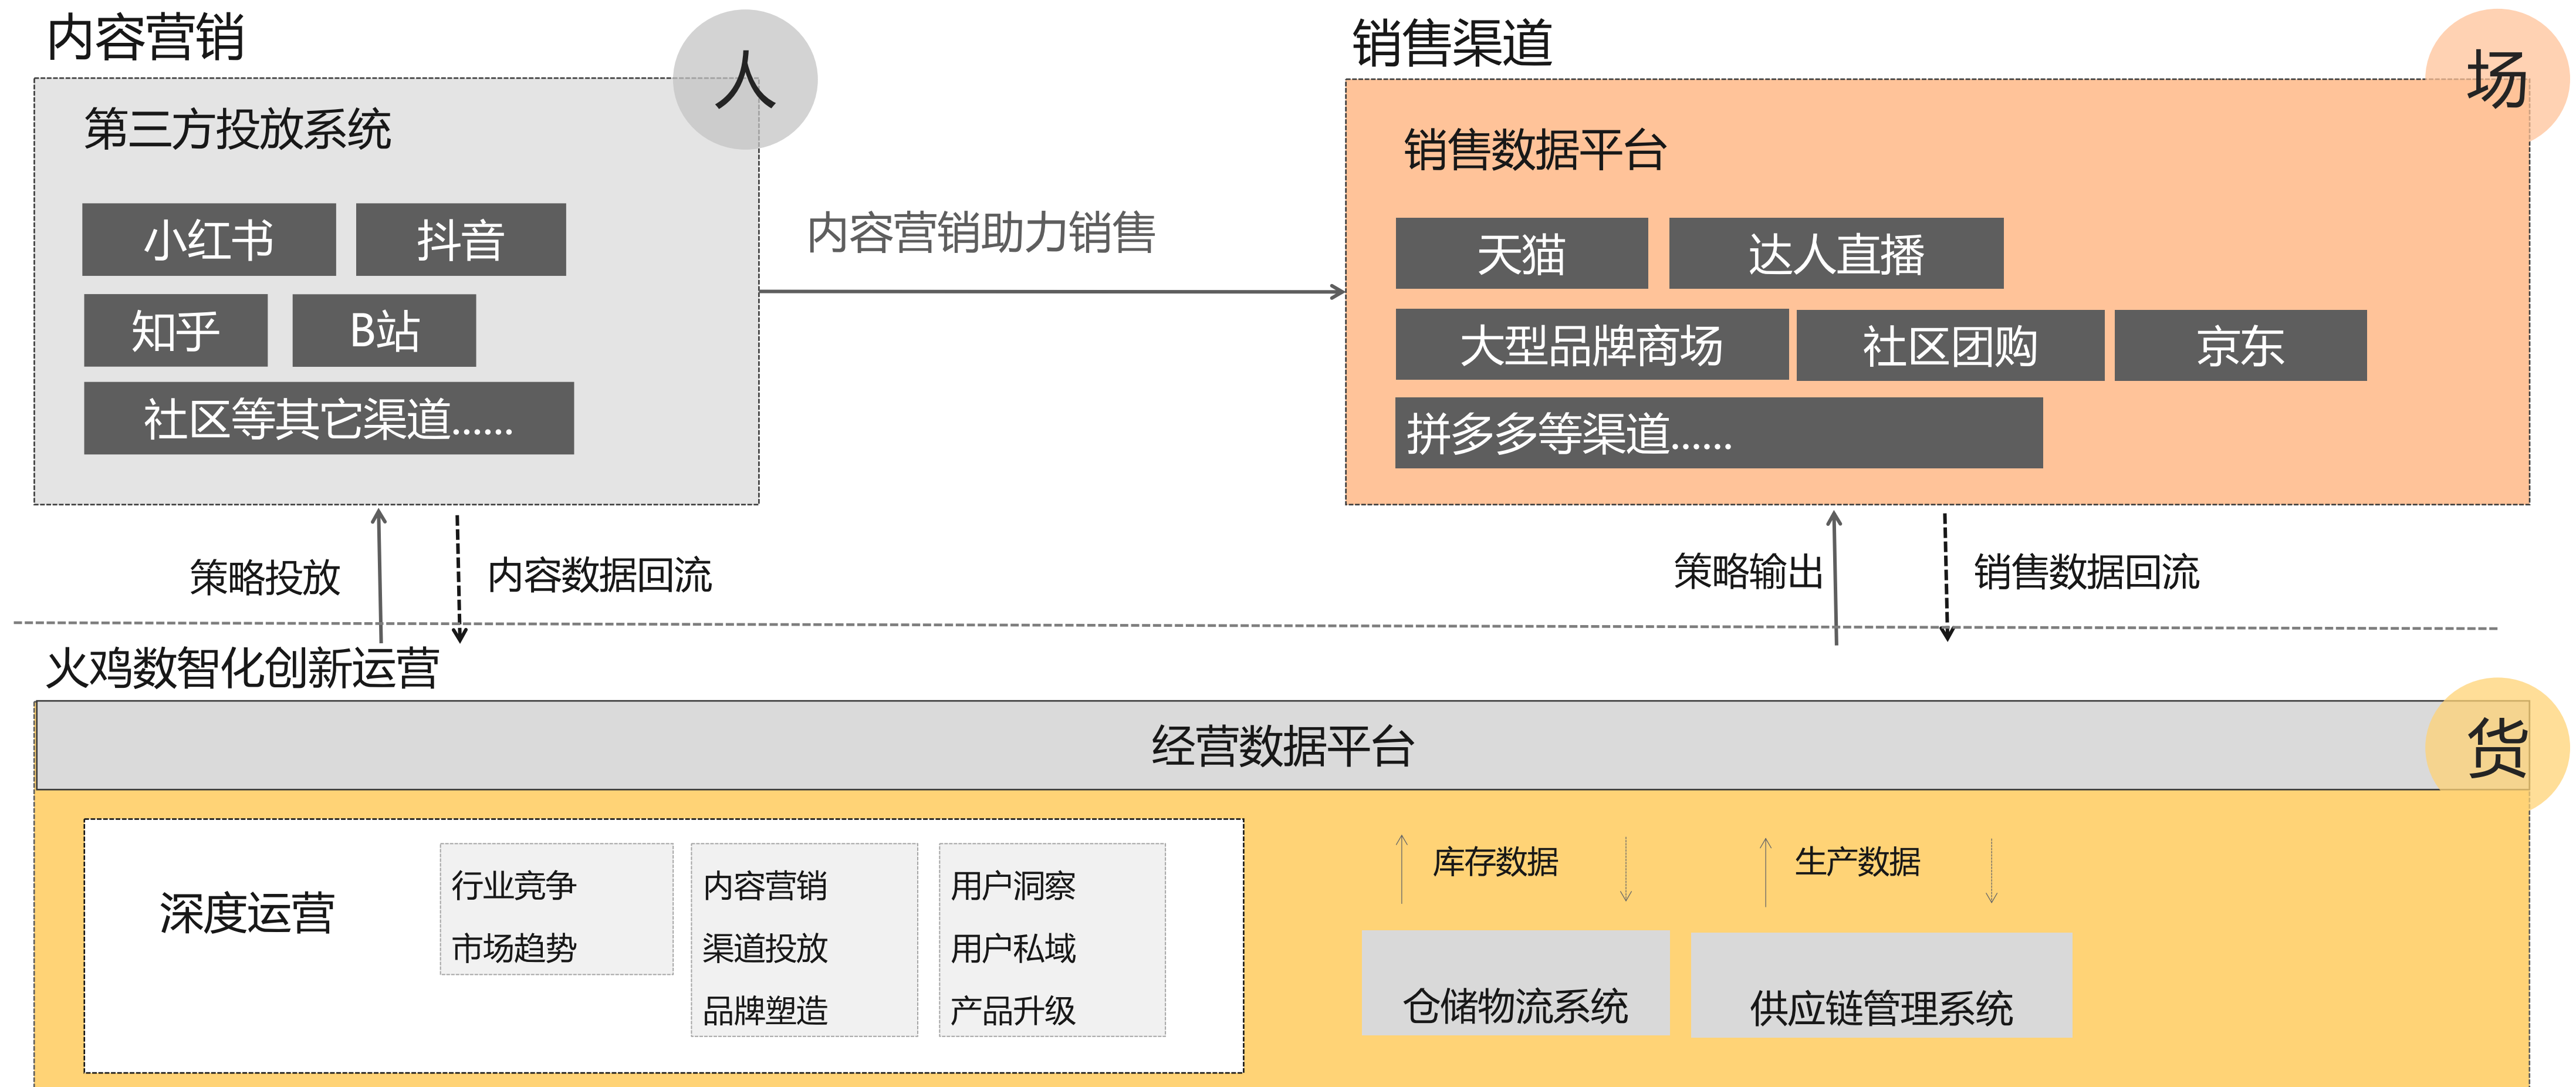 内容营销
人
第三方投放系统
小红书
抖音
知乎
B站
社区等其它渠道......
内容营销助力销售
销售渠道
场
销售数据平台
天猫
达人直播
大型品牌商场
社区团购
京东
拼多多等渠道......
策略投放
内容数据回流
策略输出
销售数据回流
火鸡数智化创新运营
经营数据平台
货
深度运营
行业竞争
市场趋势
内容营销
渠道投放
品牌塑造
用户洞察
用户私域
产品升级
库存数据
生产数据
仓储物流系统
供应链管理系统